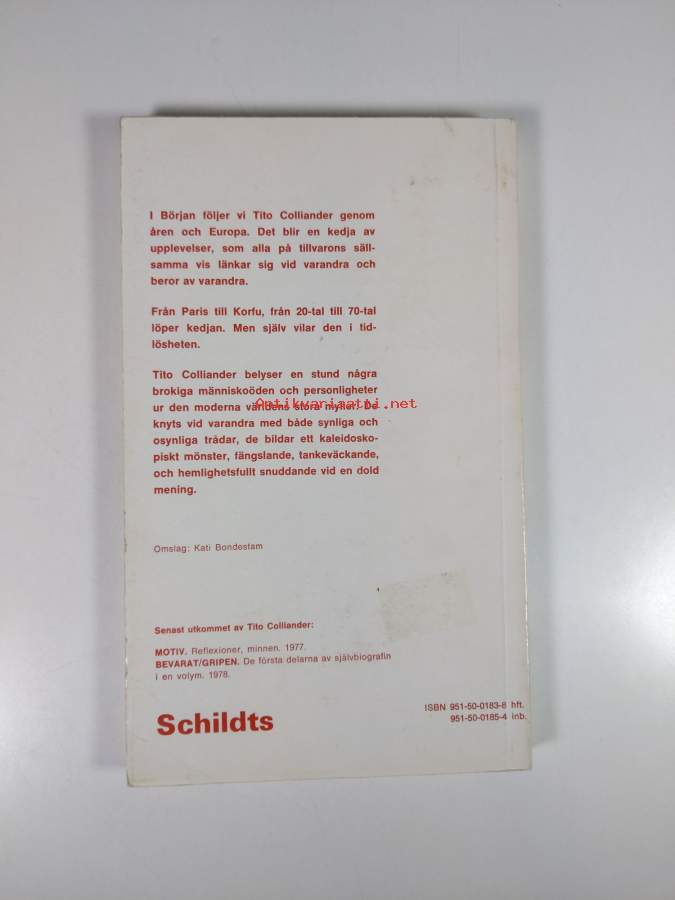 I Början följer vi Tito Colliander genom
åren och Europa. Det blir en kedja av
upplevelser, som alla på tillvarons säll-
samma vis länkar sig vid varandra och
beror av varandra.
Från Paris till Korfu, från 20-tal till 70-tal
löper kedjan. Men själv vilar den i tid-
lösheten.
Tito Colliander belyser en stund några
brokiga människoöden och personligheter
Antikvariaatti.net
ur den moderna världens stora myller. De
knyts vid varandra med både synliga och
osynliga trådar, de bildar ett kaleidosko-
piskt mönster, fängslande, tankeväckande,
och hemlighetsfullt snuddande vid en dold
mening.
Omslag: Kati Bondestam
Senast utkommet av Tito Colliander:
MOTIV. Reflexioner, minnen. 1977.
BEVARAT/GRIPEN. De första delarna av självbiografin
i en volym. 1978.
Schildts
ISBN 951-50-0183-8 hft.
951-50-0185-4 inb.